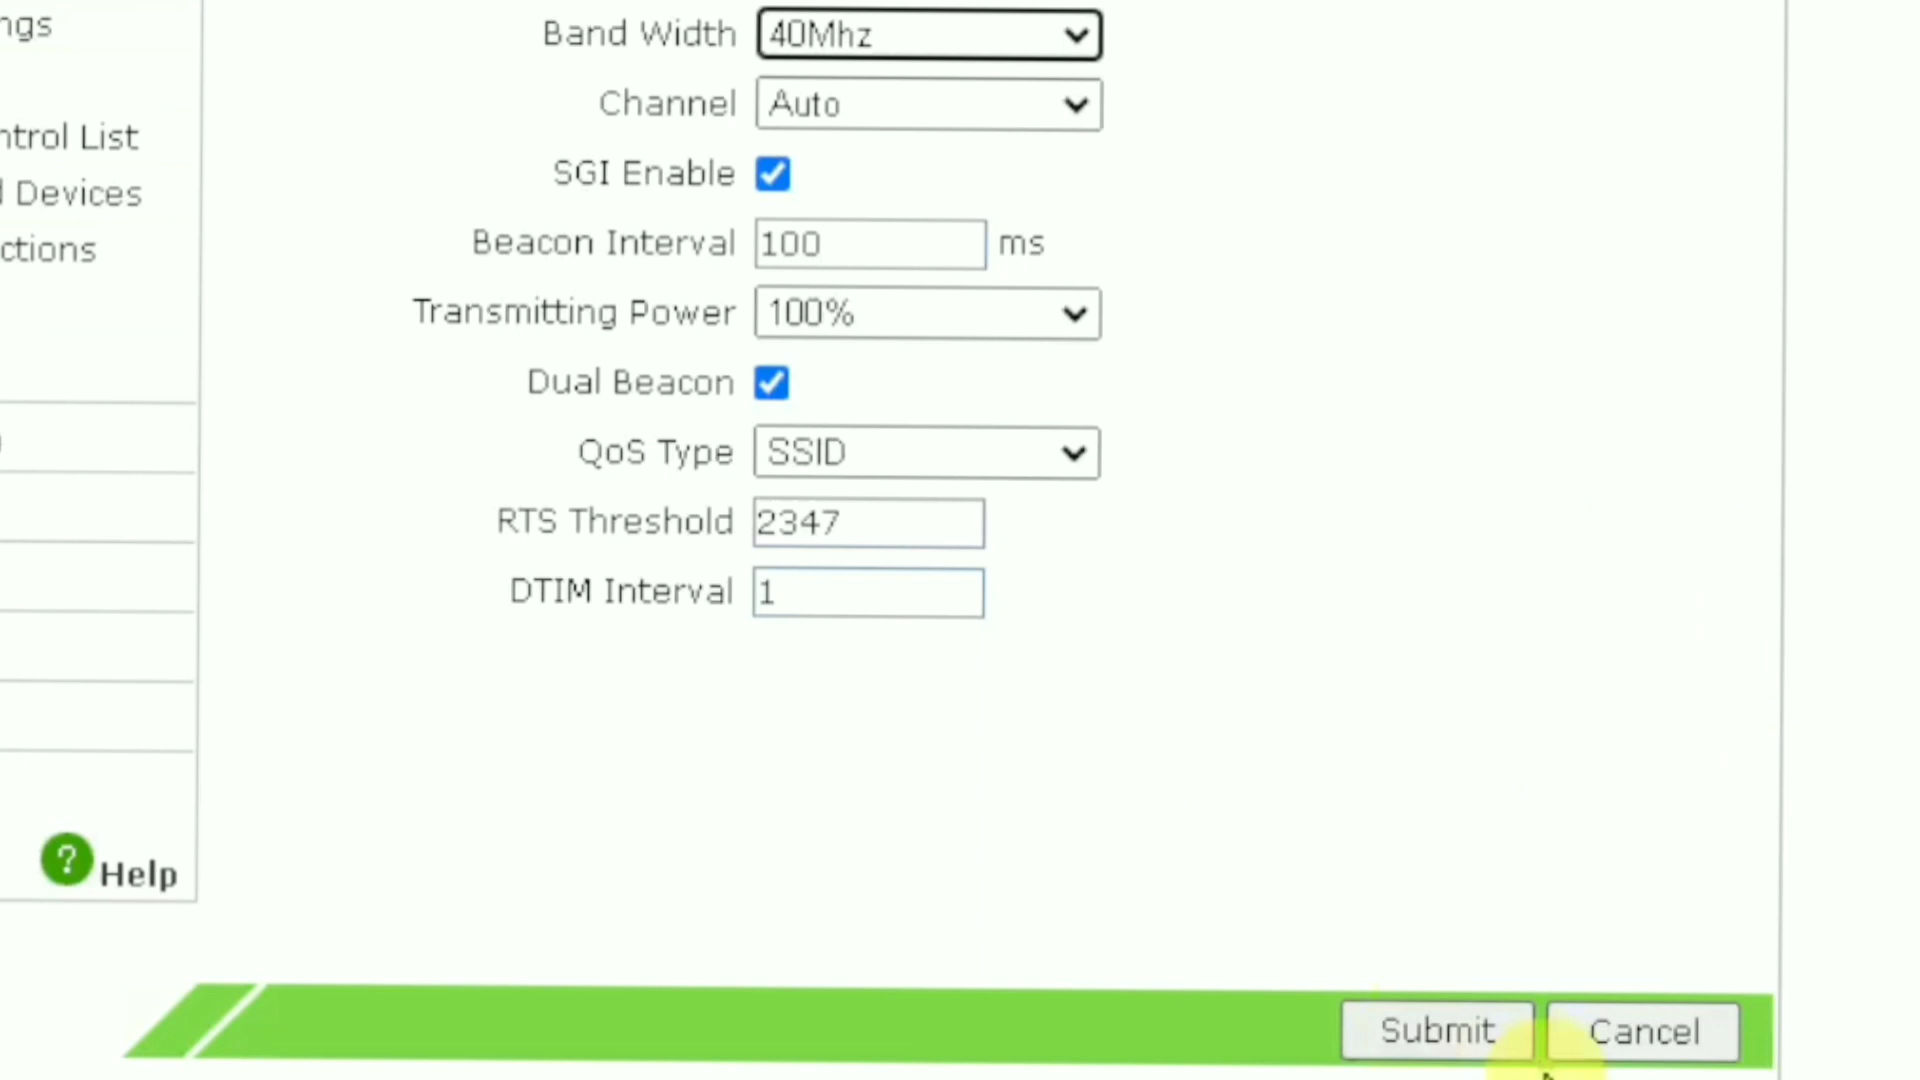 ngs
Band Width 40Mhz
Channel Auto
ntrol List
SGI Enable
Devices
Beacon Interval 100 ms
ctions
Transmitting Power 100%
Dual Beacon
QoS Type SSID
RTS Threshold 2347
DTIM Interval 1
? Help
Submit Cancel